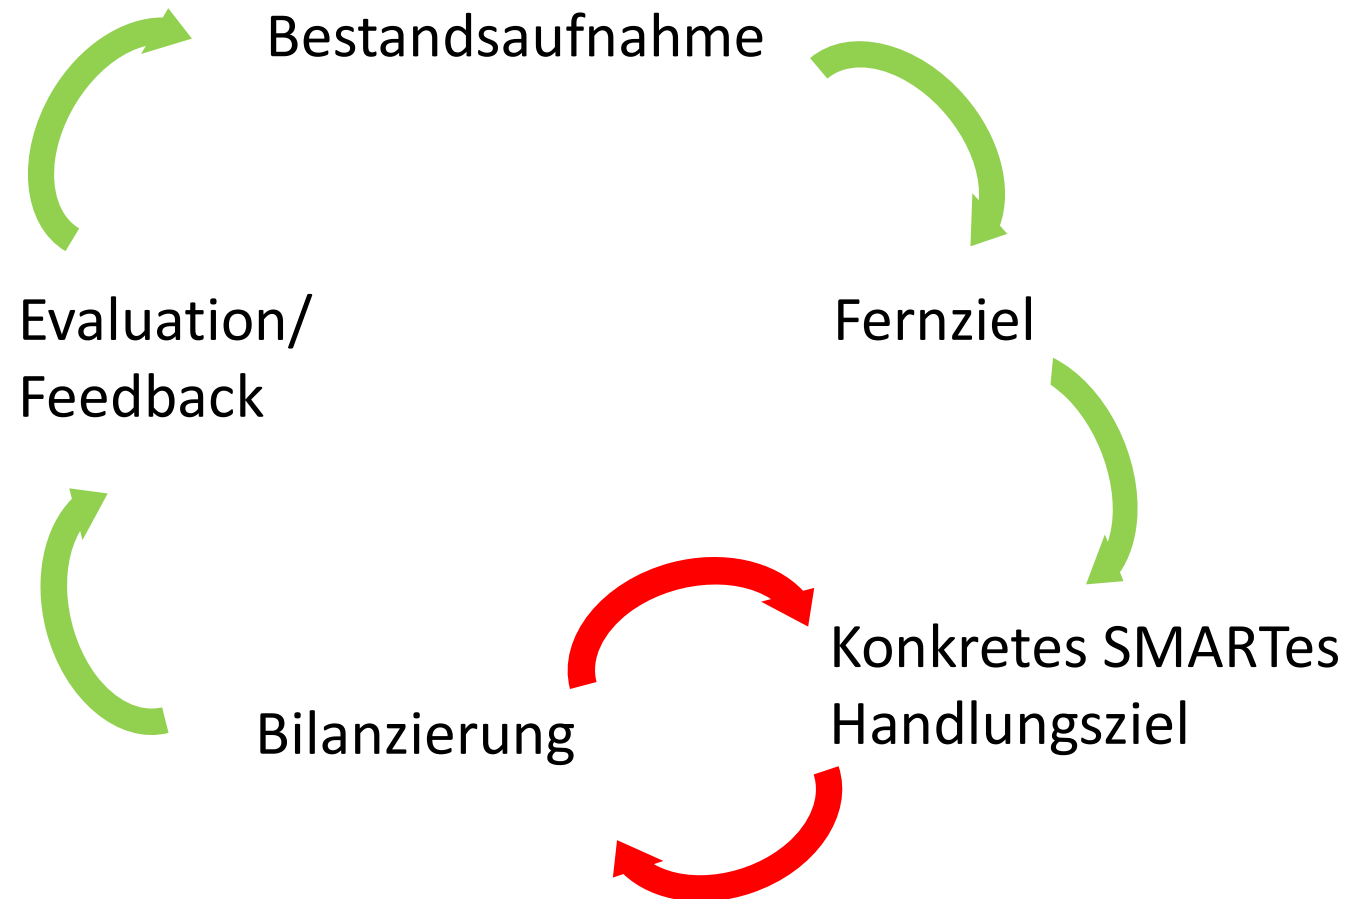 Bestandsaufnahme
Evaluation/
Feedback
Fernziel
Konkretes SMARTes
Handlungsziel
Bilanzierung